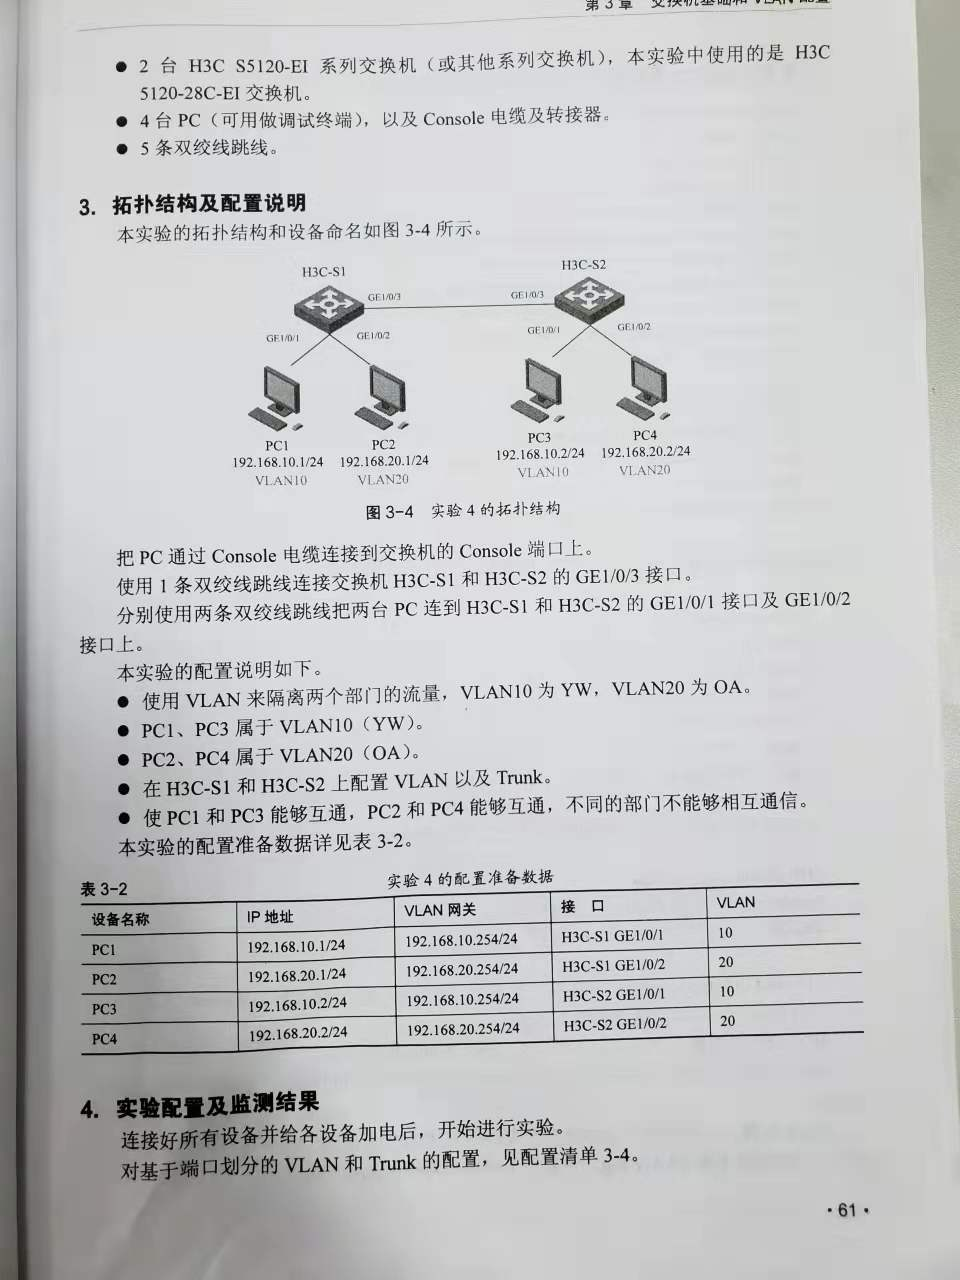 第 3 章 交换机基础和 VLAN 配置
● 2 台 H3C S5120-EI 系列交换机（或其他系列交换机），本实验中使用的是 H3C
5120-28C-EI 交换机。
● 4 台 PC（可用做调试终端），以及 Console 电缆及转接器。
● 5 条双绞线跳线。
3. 拓扑结构及配置说明
本实验的拓扑结构和设备命名如图 3-4 所示。
H3C-S1 H3C-S2
GE1/0/3 GE1/0/3
GE1/0/1 GE1/0/2 GE1/0/1 GE1/0/2
PC1 PC2 PC3 PC4
192.168.10.1/24 192.168.20.1/24 192.168.10.2/24 192.168.20.2/24
VLAN10 VLAN20 VLAN10 VLAN20
图 3-4 实验 4 的拓扑结构
把 PC 通过 Console 电缆连接到交换机的 Console 端口上。
使用 1 条双绞线跳线连接交换机 H3C-S1 和 H3C-S2 的 GE1/0/3 接口。
分别使用两条双绞线跳线把两台 PC 连到 H3C-S1 和 H3C-S2 的 GE1/0/1 接口及 GE1/0/2
接口上。
本实验的配置说明如下。
● 使用 VLAN 来隔离两个部门的流量，VLAN10 为 YW，VLAN20 为 OA。
● PC1、PC3 属于 VLAN10（YW）。
● PC2、PC4 属于 VLAN20（OA）。
● 在 H3C-S1 和 H3C-S2 上配置 VLAN 以及 Trunk。
● 使 PC1 和 PC3 能够互通，PC2 和 PC4 能够互通，不同的部门不能够相互通信。
本实验的配置准备数据详见表 3-2。
表 3-2 实验 4 的配置准备数据
设备名称 IP 地址 VLAN 网关 接 口 VLAN
PC1 192.168.10.1/24 192.168.10.254/24 H3C-S1 GE1/0/1 10
PC2 192.168.20.1/24 192.168.20.254/24 H3C-S1 GE1/0/2 20
PC3 192.168.10.2/24 192.168.10.254/24 H3C-S2 GE1/0/1 10
PC4 192.168.20.2/24 192.168.20.254/24 H3C-S2 GE1/0/2 20
4. 实验配置及监测结果
连接好所有设备并给各设备加电后，开始进行实验。
对基于端口划分的 VLAN 和 Trunk 的配置，见配置清单 3-4。
·61·